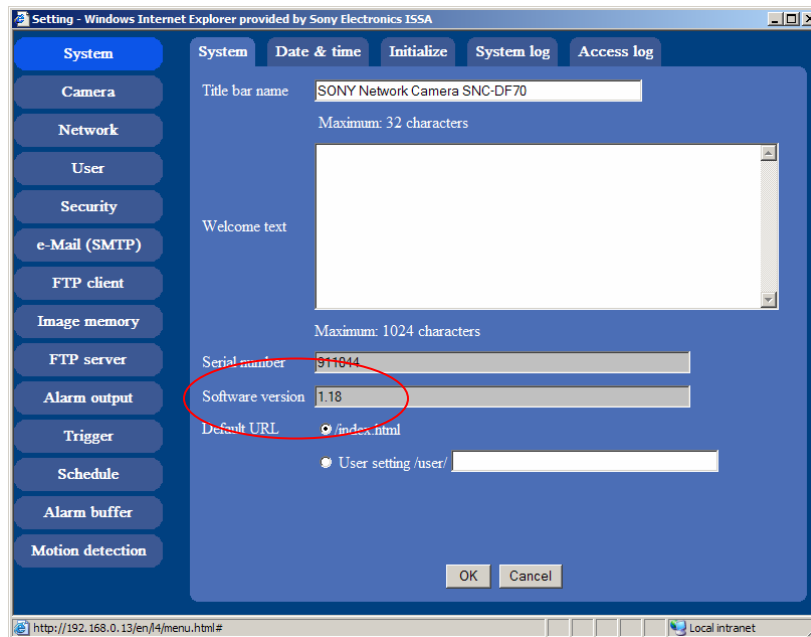 Setting - Windows Internet Explorer provided by Sony Electronics ISSA
System
Camera
Network
User
Security
e-Mail (SMTP)
FTP client
Image memory
FTP server
Alarm output
Trigger
Schedule
Alarm buffer
Motion detection
System Date & time Initialize System log Access log
Title bar name SONY Network Camera SNC-DF70
Maximum: 32 characters
Welcome text
Maximum: 1024 characters
Serial number 911844
Software version 1.18
Default URL /index.html
User setting /user/
OK Cancel
http://192.168.0.13/en/l4/menu.html# Local intranet